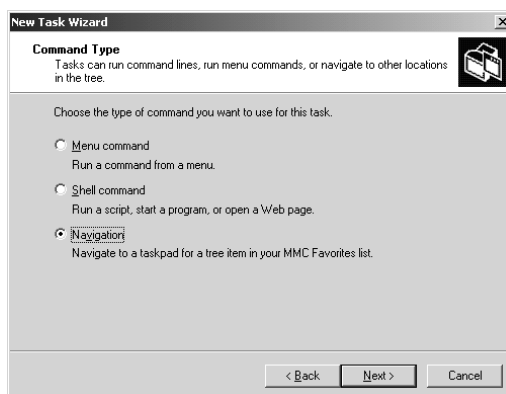 New Task Wizard
Command Type
Tasks can run command lines, run menu commands, or navigate to other locations
in the tree.
Choose the type of command you want to use for this task.
Menu command
Run a command from a menu.
Shell command
Run a script, start a program, or open a Web page.
Navigation
Navigate to a taskpad for a tree item in your MMC Favorites list.
< Back
Next >
Cancel